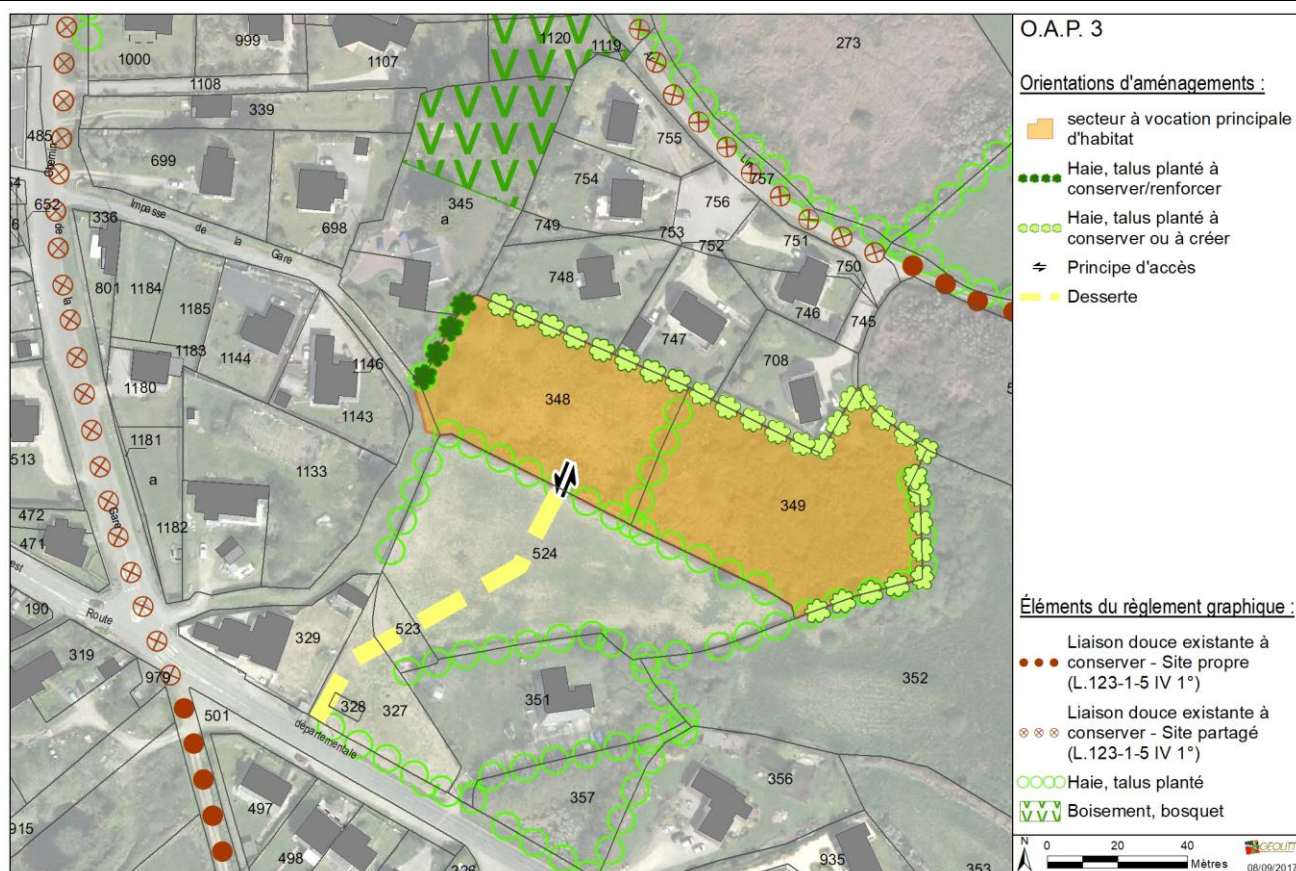 O.A.P. 3
Orientations d'aménagements :
secteur à vocation principale
d'habitat
Haie, talus planté à
conserver/renforcer
Haie, talus planté à
conserver ou à créer
Principe d'accès
Desserte
Éléments du règlement graphique :
Liaison douce existante à
conserver - Site propre
(L.123-1-5 IV 1°)
Liaison douce existante à
conserver - Site partagé
(L.123-1-5 IV 1°)
Haie, talus planté
Boisement, bosquet
N
0 20 40
Mètres
GEOLITT
08/09/2017
1000
999
1107
1120
1119
273
1108
339
485
Chemin
699
755
754
757
756
652
336
Impasse de la Gare
698
345
a
749
753
752
751
750
de
la
801
1184
1185
748
746
745
1183
1144
1146
747
708
1180
1143
348
1181
513
a
1133
349
472
471
1182
Gare
524
190
Route
329
523
319
979
328
327
351
352
501
départementale
356
497
357
915
498
326
935
353